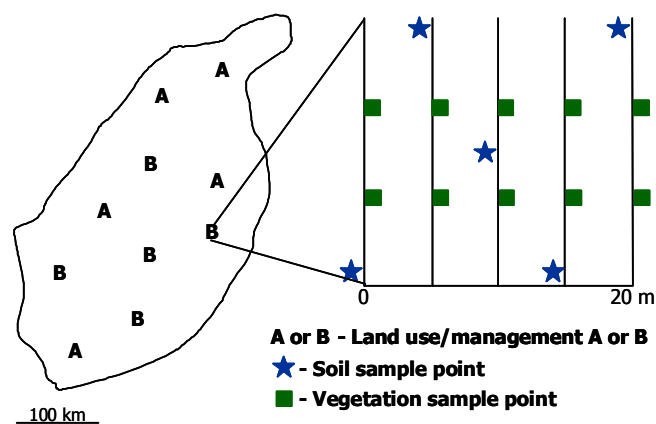 A
A
B
A
A
B
B
B
B
A
0
20 m
A or B - Land use/management A or B
- Soil sample point
- Vegetation sample point
100 km